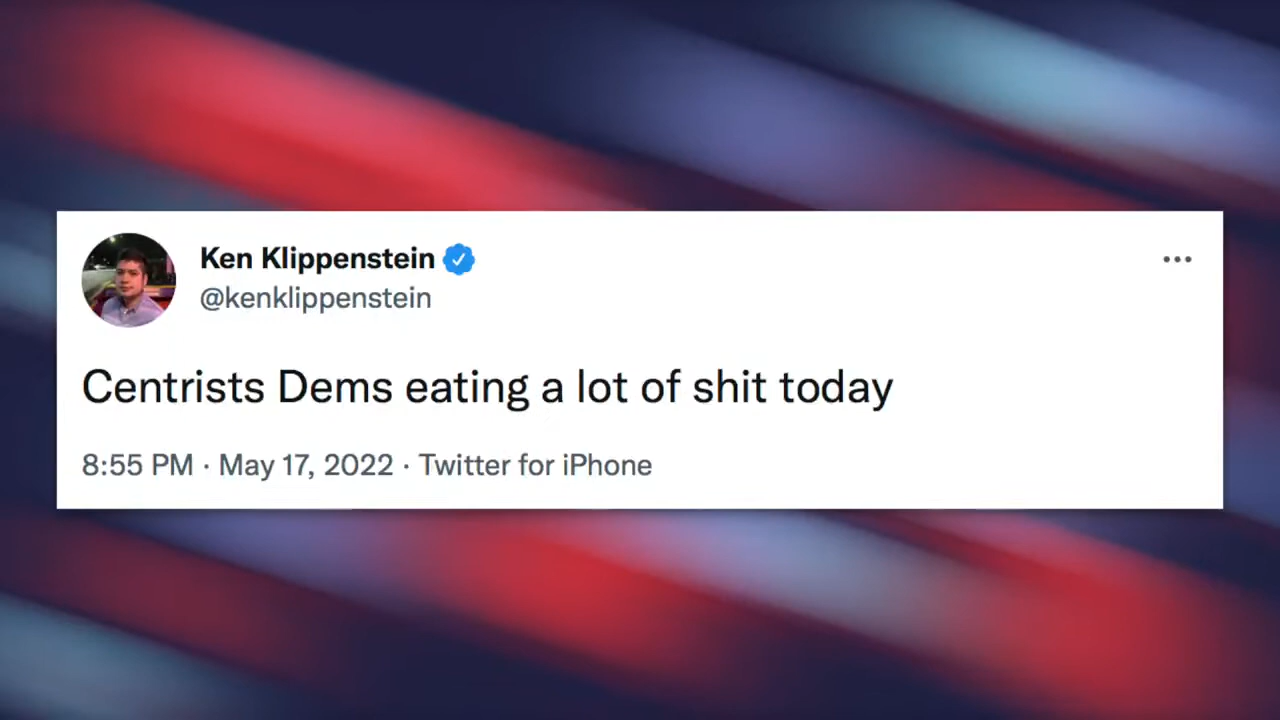 Ken Klippenstein
@kenklippenstein
Centrists Dems eating a lot of shit today
8:55 PM · May 17, 2022 · Twitter for iPhone